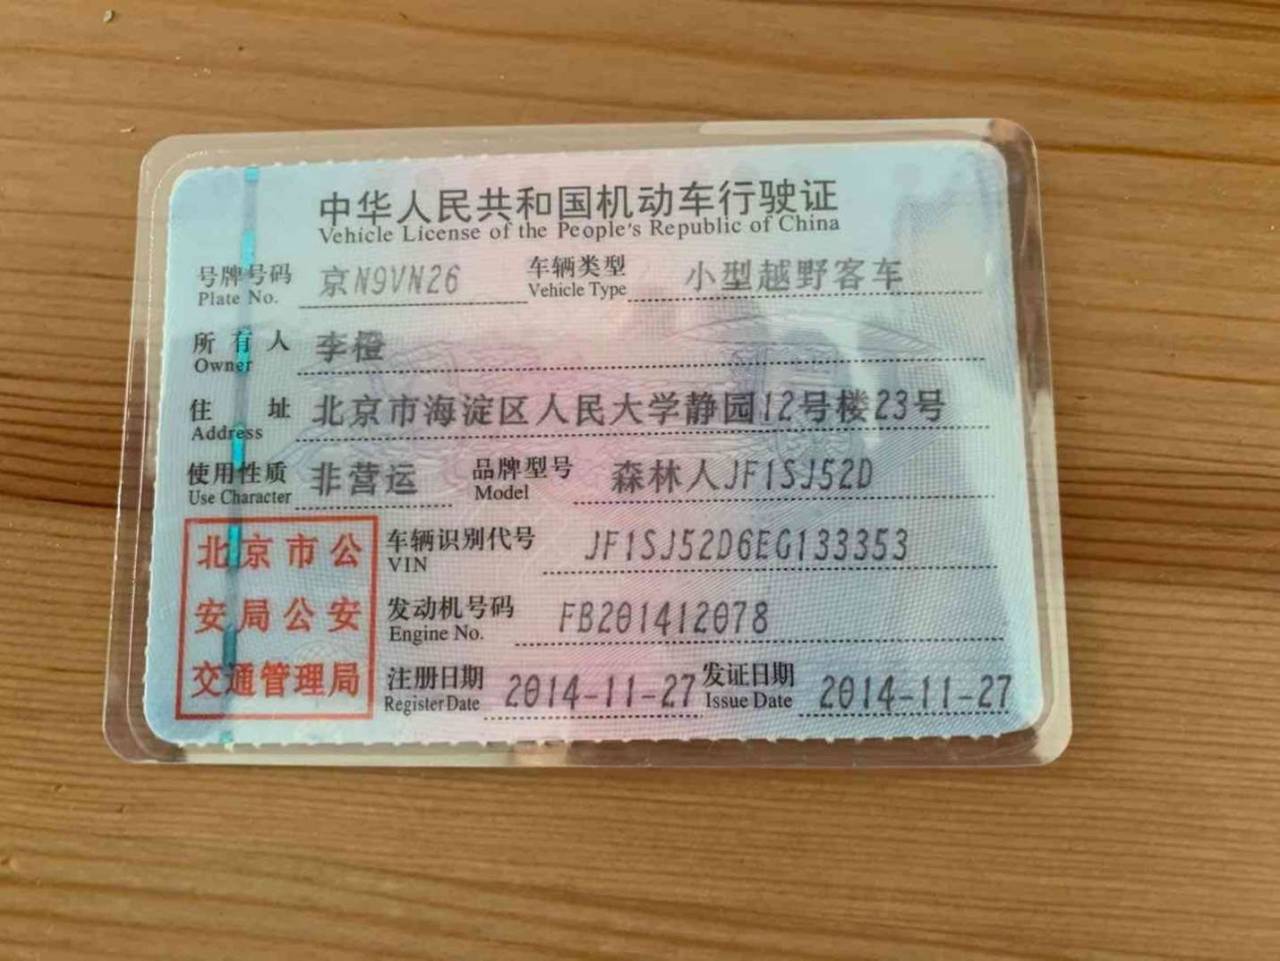 中华人民共和国机动车行驶证
Vehicle License of the People's Republic of China
号牌号码 京N9VN26 车辆类型 小型越野客车
Plate No. Vehicle Type
所有人 李橙
Owner
住址 北京市海淀区人民大学静园12号楼23号
Address
使用性质 非营运 品牌型号 森林人JF1SJ52D
Use Character Model
北京市公
安局公安
交通管理局
车辆识别代号 JF1SJ52D6EG133353
VIN
发动机号码 FB201412078
Engine No.
注册日期 2014-11-27 发证日期 2014-11-27
Register Date Issue Date